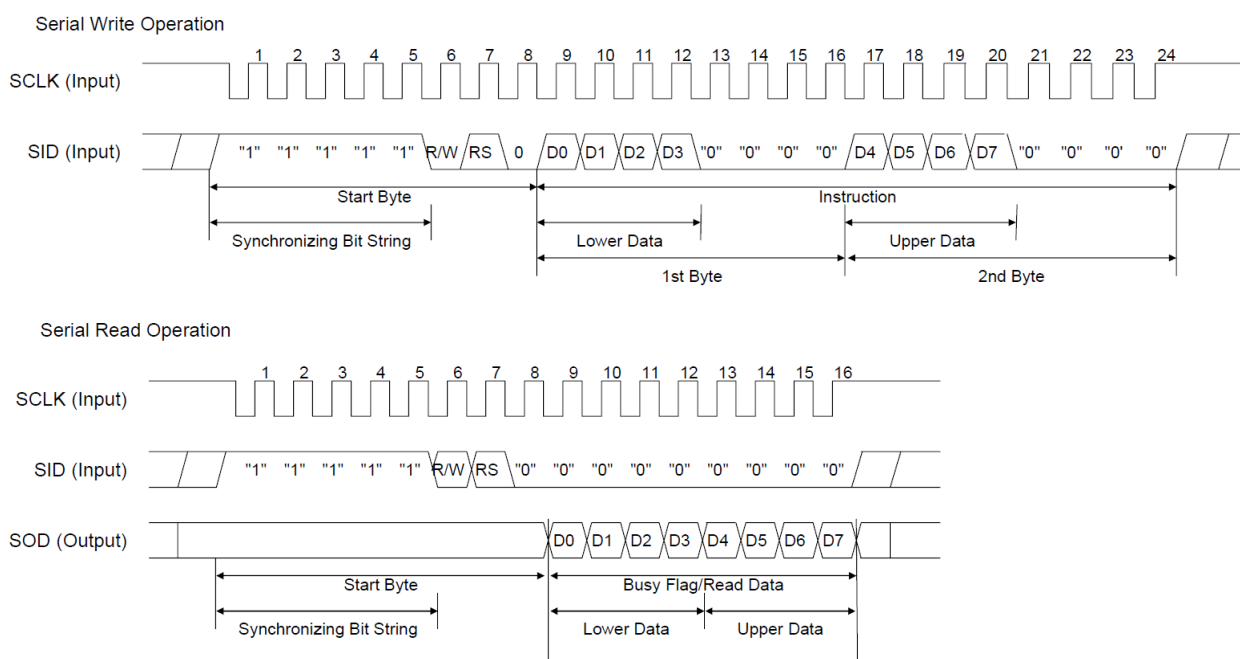 Serial Write Operation
1 2 3 4 5 6 7 8 9 10 11 12 13 14 15 16 17 18 19 20 21 22 23 24
SCLK (Input)
SID (Input) "1" "1" "1" "1" "1" R/W RS 0 D0 D1 D2 D3 "0" "0" "0" "0" D4 D5 D6 D7 "0" "0" "0' "0"
Start Byte Instruction
Synchronizing Bit String Lower Data Upper Data
1st Byte 2nd Byte
Serial Read Operation
1 2 3 4 5 6 7 8 9 10 11 12 13 14 15 16
SCLK (Input)
SID (Input) "1" "1" "1" "1" "1" R/W RS "0" "0" "0" "0" "0" "0" "0" "0" "0"
SOD (Output) D0 D1 D2 D3 D4 D5 D6 D7
Start Byte Busy Flag/Read Data
Synchronizing Bit String Lower Data Upper Data